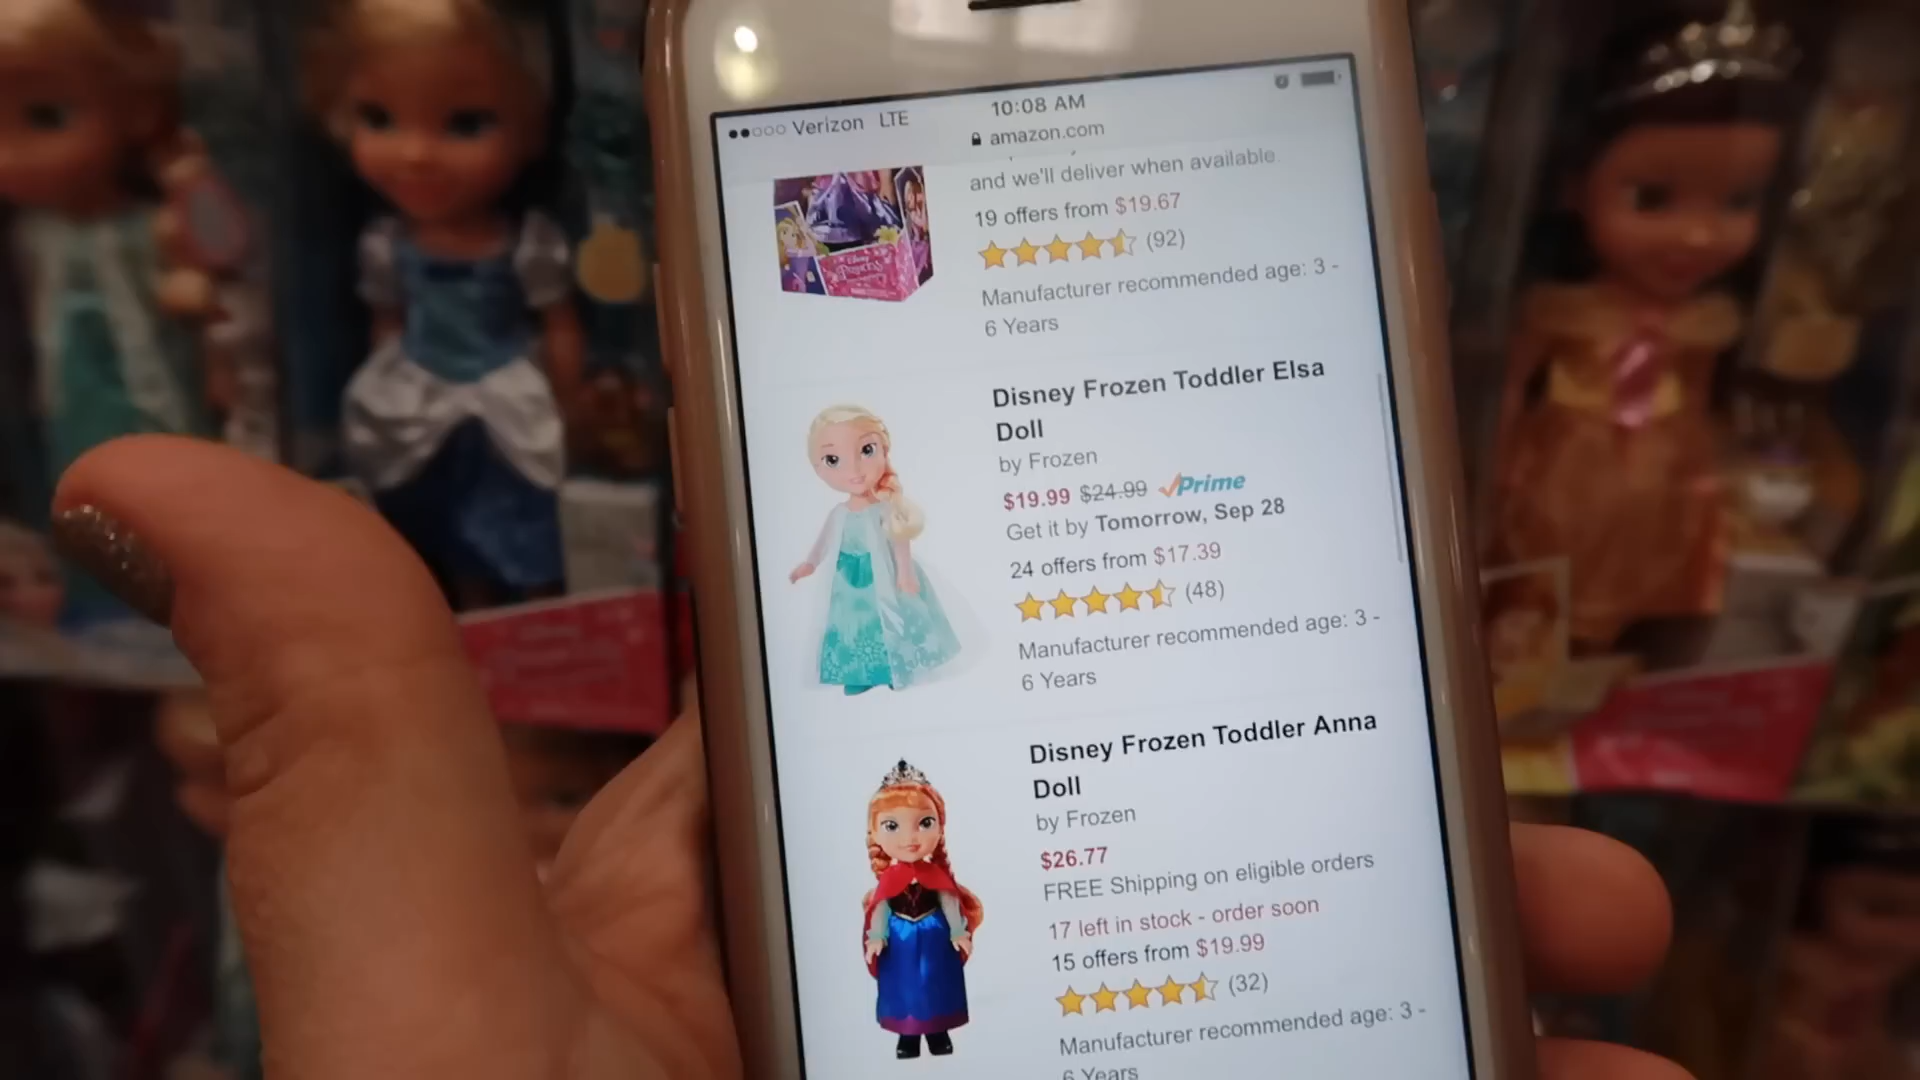 Verizon LTE
10:08 AM
amazon.com
and we'll deliver when available.
19 offers from $19.67
(92)
Manufacturer recommended age: 3 -
6 Years
Disney
Princess
Disney Frozen Toddler Elsa
Doll
by Frozen
$19.99 $24.99 Prime
Get it by Tomorrow, Sep 28
24 offers from $17.39
(48)
Manufacturer recommended age: 3 -
6 Years
Disney Frozen Toddler Anna
Doll
by Frozen
$26.77
FREE Shipping on eligible orders
17 left in stock - order soon
15 offers from $19.99
(32)
Manufacturer recommended age: 3 -
6 Years